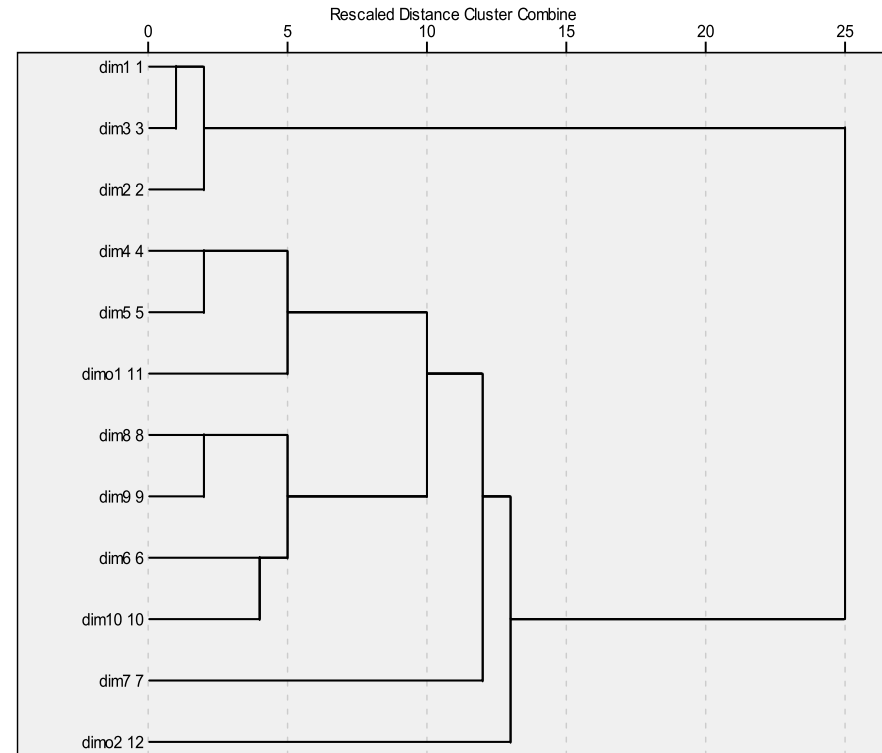 Rescaled Distance Cluster Combine
0 5 10 15 20 25
dim1 1
dim3 3
dim2 2
dim4 4
dim5 5
dimo1 11
dim8 8
dim9 9
dim6 6
dim10 10
dim7 7
dimo2 12